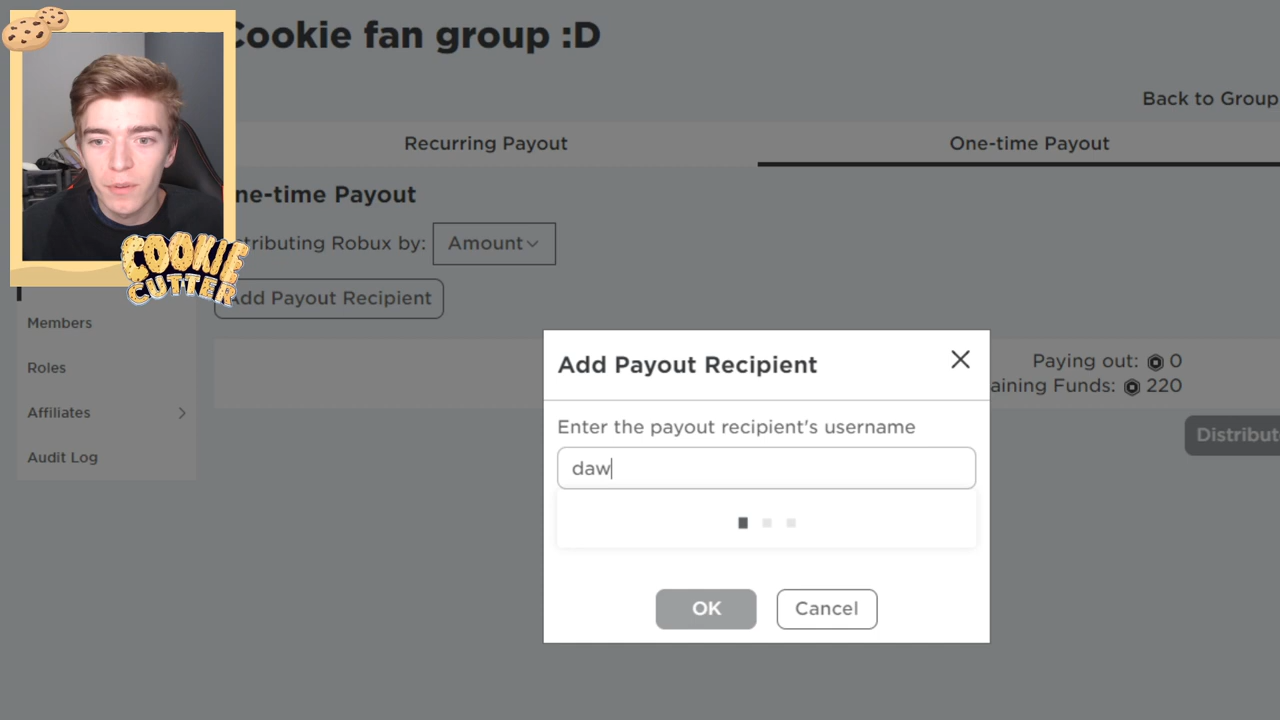 Cookie fan group :D
Back to Group
Recurring Payout
One-time Payout
ne-time Payout
tributing Robux by:
Amount
COOKIE
CUTTER
dd Payout Recipient
Members
Roles
Affiliates
Audit Log
Add Payout Recipient
Enter the payout recipient's username
daw
OK
Cancel
Paying out: 0
aining Funds: 220
Distribut